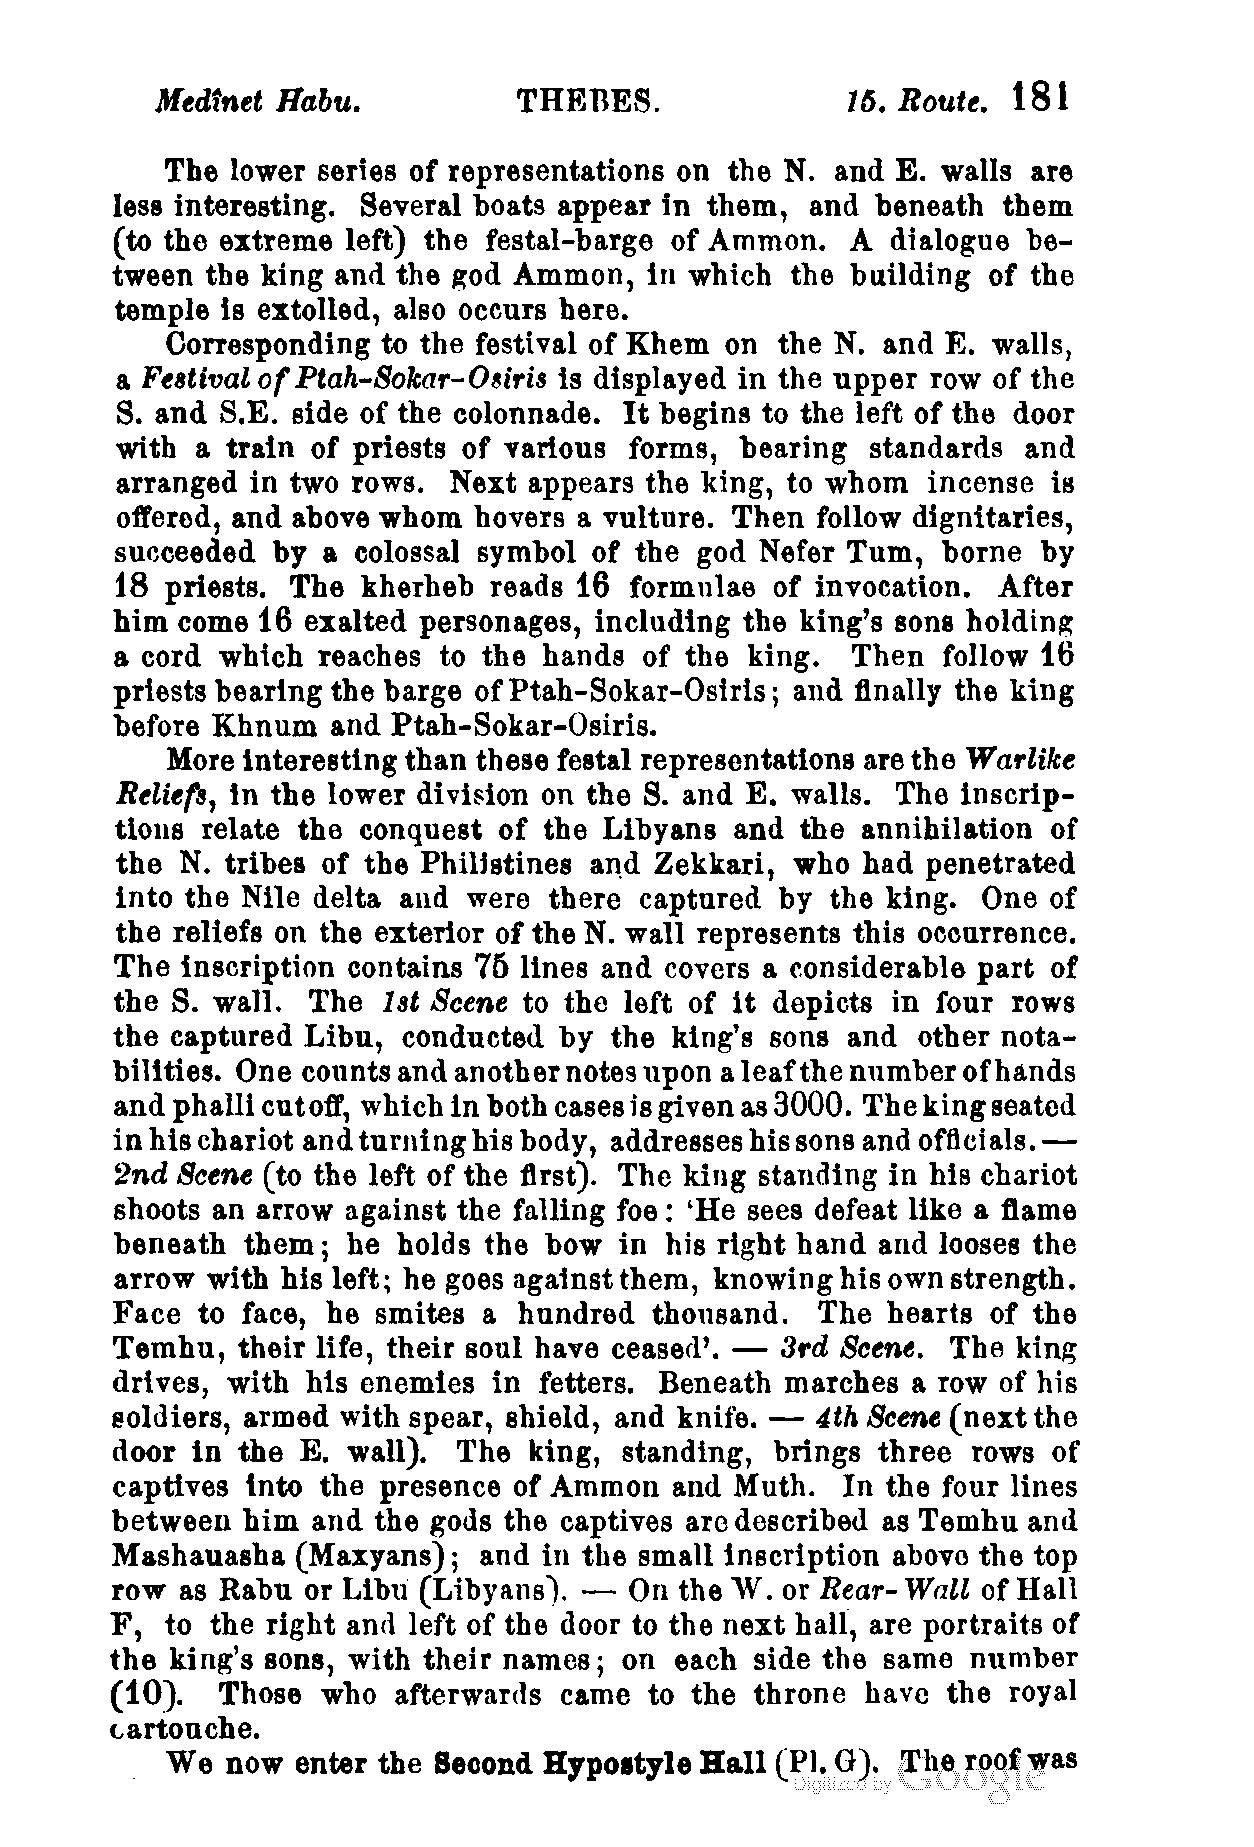 Medînet Habu. THEBES. 15. Route. 181
The lower series of representations on the N. and E. walls are
less interesting. Several boats appear in them, and beneath them
(to the extreme left) the festal-barge of Ammon. A dialogue be-
tween the king and the god Ammon, in which the building of the
temple is extolled, also occurs here.
Corresponding to the festival of Khem on the N. and E. walls,
a Festival of Ptah-Sokar-Osiris is displayed in the upper row of the
S. and S.E. side of the colonnade. It begins to the left of the door
with a train of priests of various forms, bearing standards and
arranged in two rows. Next appears the king, to whom incense is
offered, and above whom hovers a vulture. Then follow dignitaries,
succeeded by a colossal symbol of the god Nefer Tum, borne by
18 priests. The kherheb reads 16 formulae of invocation. After
him come 16 exalted personages, including the king's sons holding
a cord which reaches to the hands of the king. Then follow 16
priests bearing the barge of Ptah-Sokar-Osiris; and finally the king
before Khnum and Ptah-Sokar-Osiris.
More interesting than these festal representations are the Warlike
Reliefs, in the lower division on the S. and E. walls. The inscrip-
tions relate the conquest of the Libyans and the annihilation of
the N. tribes of the Philistines and Zekkari, who had penetrated
into the Nile delta and were there captured by the king. One of
the reliefs on the exterior of the N. wall represents this occurrence.
The inscription contains 75 lines and covers a considerable part of
the S. wall. The 1st Scene to the left of it depicts in four rows
the captured Libu, conducted by the king's sons and other nota-
bilities. One counts and another notes upon a leaf the number of hands
and phalli cut off, which in both cases is given as 3000. The king seated
in his chariot and turning his body, addresses his sons and officials. —
2nd Scene (to the left of the first). The king standing in his chariot
shoots an arrow against the falling foe: 'He sees defeat like a flame
beneath them; he holds the bow in his right hand and looses the
arrow with his left; he goes against them, knowing his own strength.
Face to face, he smites a hundred thousand. The hearts of the
Temhu, their life, their soul have ceased'. — 3rd Scene. The king
drives, with his enemies in fetters. Beneath marches a row of his
soldiers, armed with spear, shield, and knife. — 4th Scene (next the
door in the E. wall). The king, standing, brings three rows of
captives into the presence of Ammon and Muth. In the four lines
between him and the gods the captives are described as Temhu and
Mashauasha (Maxyans); and in the small inscription above the top
row as Rabu or Libu (Libyans). — On the W. or Rear-Wall of Hall
F, to the right and left of the door to the next hall, are portraits of
the king's sons, with their names; on each side the same number
(10). Those who afterwards came to the throne have the royal
cartouche.
We now enter the Second Hypostyle Hall (Pl. G). The roof was
Digitized by Google